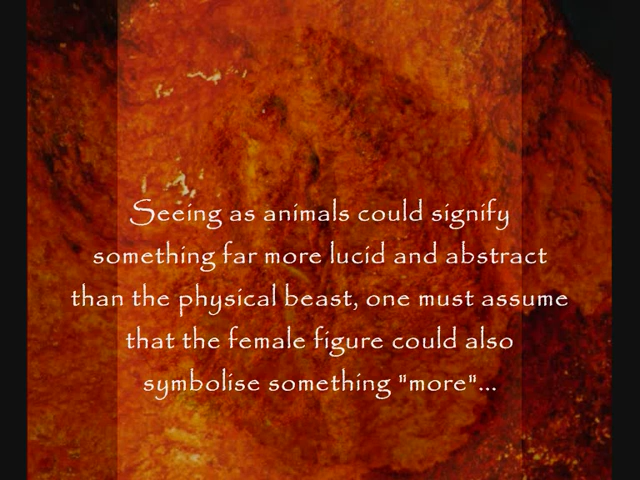 Seeing as animals could signify
something far more lucid and abstract
than the physical beast, one must assume
that the female figure could also
symbolise something "more"...